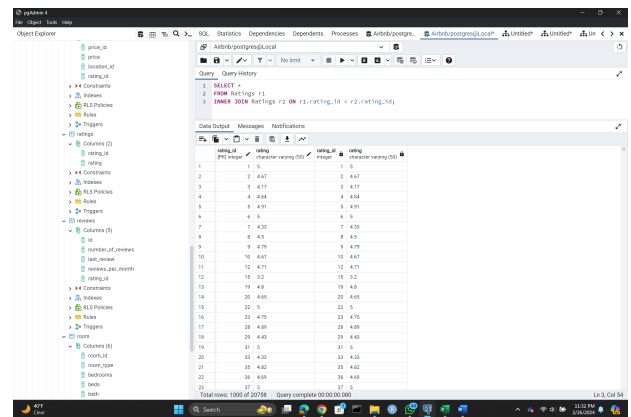 pgAdmin 4
File Object Tools Help
Object Explorer
SQL Statistics Dependencies Dependents Processes Airbnb/postgre... Airbnb/postgres@Local* Untitled* Untitled* Un
price_id
price
location_id
rating_id
Constraints
Indexes
RLS Policies
Rules
Triggers
ratings
Columns (2)
rating_id
rating
Constraints
Indexes
RLS Policies
Rules
Triggers
reviews
Columns (5)
id
number_of_reviews
last_review
reviews_per_month
rating_id
Constraints
Indexes
RLS Policies
Rules
Triggers
room
Columns (6)
room_id
room_type
bedrooms
beds
bath
Airbnb/postgres@Local
No limit
Query Query History
1 SELECT *
2 FROM Ratings r1
3 INNER JOIN Ratings r2 ON r1.rating_id = r2.rating_id;
Data Output Messages Notifications
rating_id rating rating_id rating
[PK] integer character varying (50) integer character varying (50)
1 1 5 1 5
2 2 4.67 2 4.67
3 3 4.17 3 4.17
4 4 4.64 4 4.64
5 5 4.91 5 4.91
6 6 5 6 5
7 7 4.33 7 4.33
8 8 4.5 8 4.5
9 9 4.79 9 4.79
10 10 4.67 10 4.67
11 12 4.71 12 4.71
12 15 3.2 15 3.2
13 19 4.8 19 4.8
14 20 4.65 20 4.65
15 22 5 22 5
16 23 4.75 23 4.75
17 28 4.89 28 4.89
18 29 4.43 29 4.43
19 31 5 31 5
20 33 4.33 33 4.33
21 35 4.82 35 4.82
22 36 4.69 36 4.69
23 37 5 37 5
Total rows: 1000 of 20758 Query complete 00:00:00.080
Ln 3, Col 54
40°F
Clear
Search
11:32 PM
2/26/2024